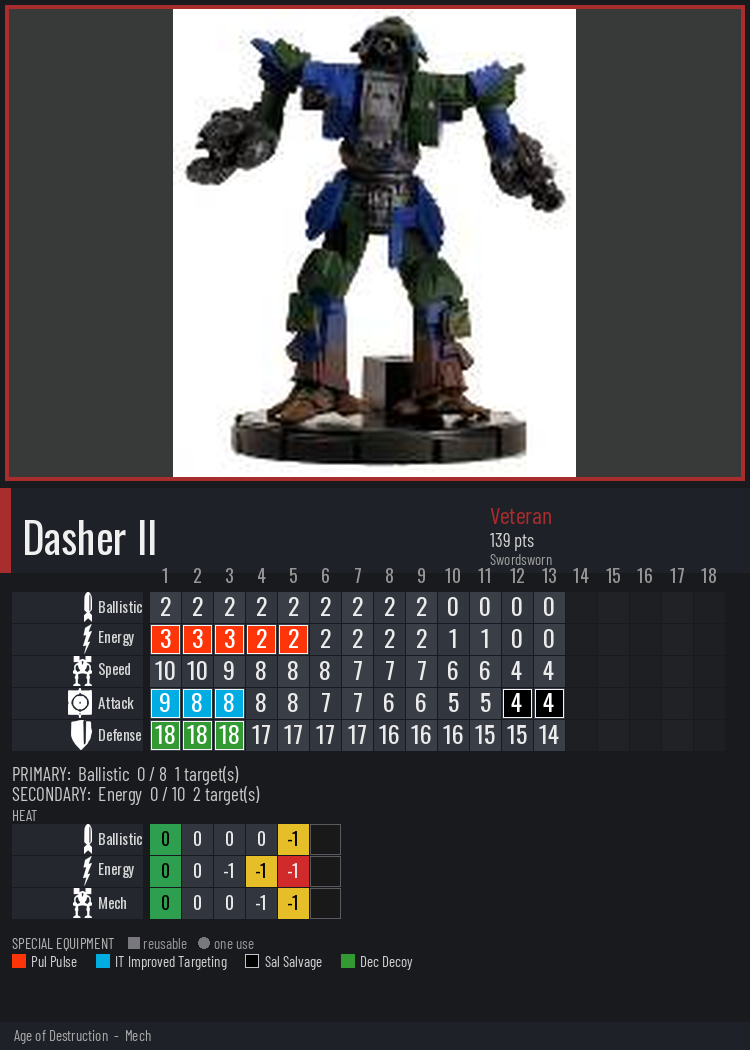 Dasher II
Veteran
139 pts
Swordsworn
1 2 3 4 5 6 7 8 9 10 11 12 13 14 15 16 17 18
Ballistic 2 2 2 2 2 2 2 2 2 0 0 0 0
Energy 3 3 3 2 2 2 2 2 2 1 1 0 0
Speed 10 10 9 8 8 8 7 7 7 6 6 4 4
Attack 9 8 8 8 8 7 7 6 6 5 5 4 4
Defense 18 18 18 17 17 17 17 16 16 16 15 15 14
PRIMARY: Ballistic 0 / 8 1 target(s)
SECONDARY: Energy 0 / 10 2 target(s)
HEAT
Ballistic 0 0 0 0 -1
Energy 0 0 -1 -1 -1
Mech 0 0 0 -1 -1
SPECIAL EQUIPMENT reusable one use
Pul Pulse IT Improved Targeting Sal Salvage Dec Decoy
Age of Destruction - Mech